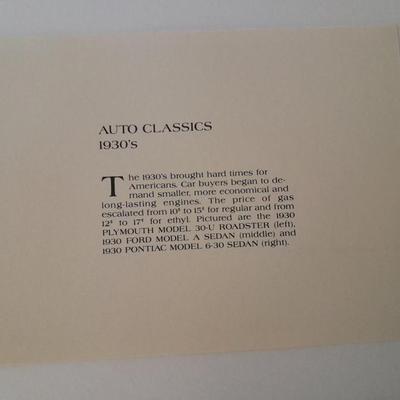 AUTO CLASSICS
1930's
The 1930's brought hard times for
Americans. Car buyers began to de-
mand smaller, more economical and
long-lasting engines. The price of gas
escalated from 10¢ to 15¢ for regular and from
12¢ to 17¢ for ethyl. Pictured are the 1930
PLYMOUTH MODEL 30-U ROADSTER (left),
1930 FORD MODEL A SEDAN (middle) and
1930 PONTIAC MODEL 6-30 SEDAN (right).